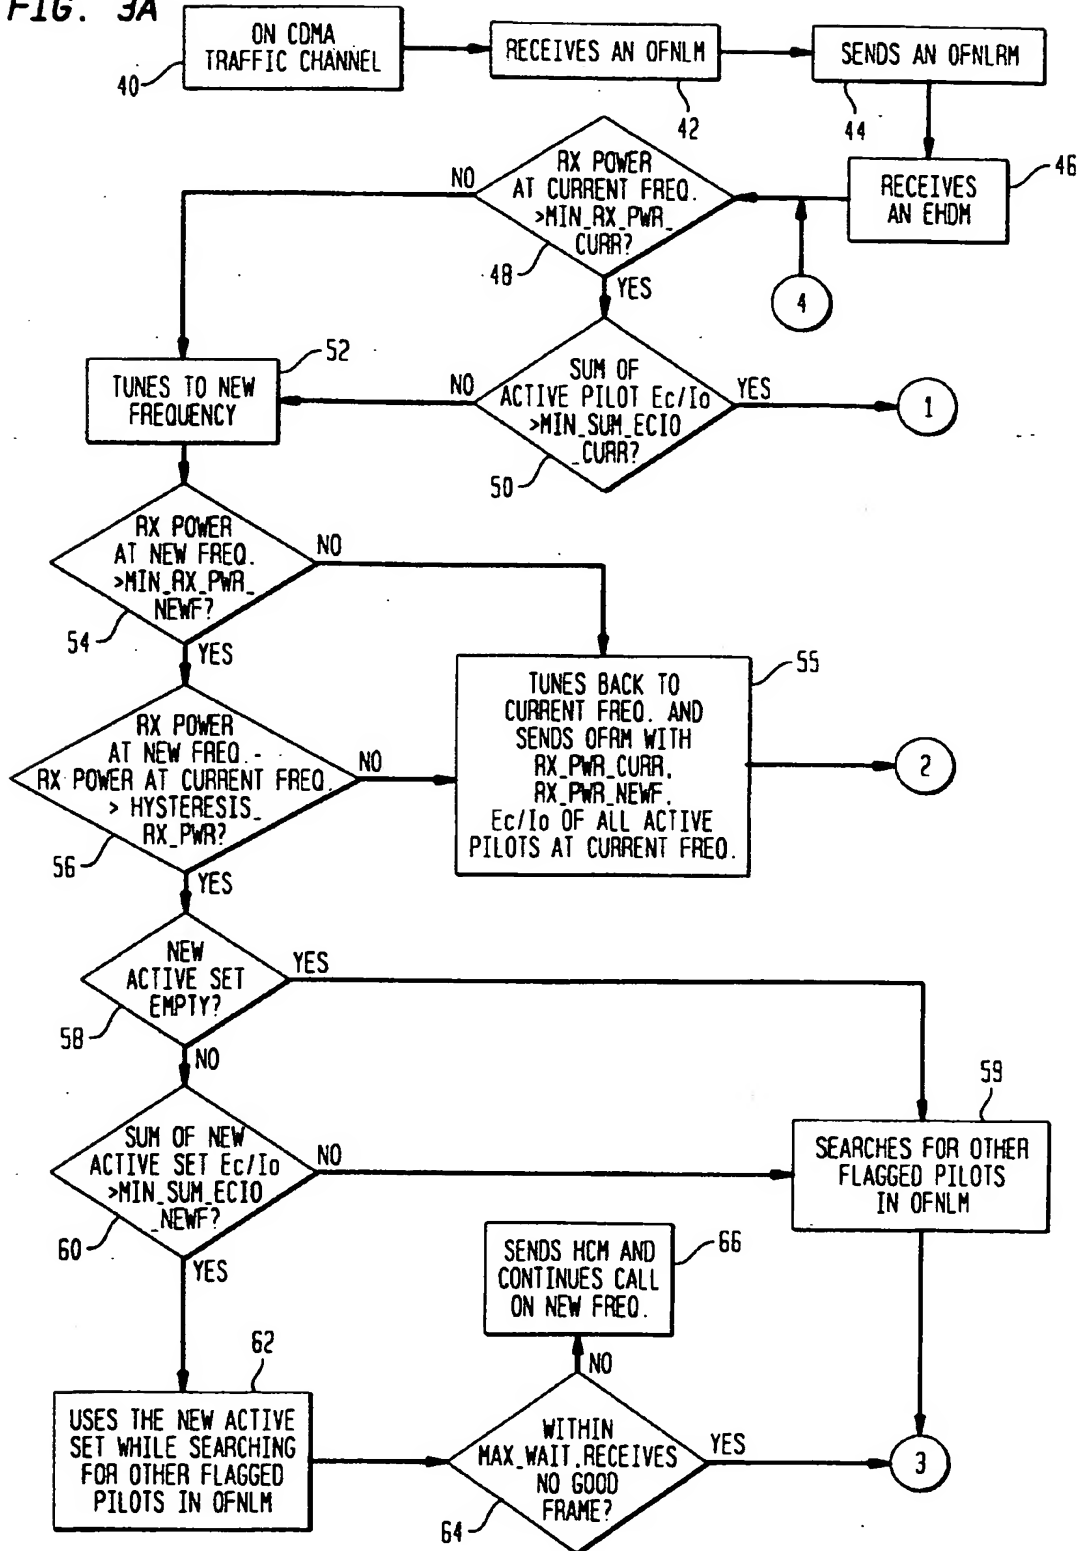 FIG. 3A
ON CDMA
TRAFFIC CHANNEL
40
RECEIVES AN OFNLM
42
SENDS AN OFNLRM
44
RECEIVES
AN EHDM
46
RX POWER
AT CURRENT FREQ.
>MIN_RX_PWR_
CURR?
48
NO
YES
4
SUM OF
ACTIVE PILOT Ec/Io
>MIN_SUM_ECIO
_CURR?
50
NO
YES
1
TUNES TO NEW
FREQUENCY
52
RX POWER
AT NEW FREQ.
>MIN_RX_PWR_
NEWF?
54
NO
YES
TUNES BACK TO
CURRENT FREQ. AND
SENDS OFRM WITH
RX_PWR_CURR,
RX_PWR_NEWF,
Ec/Io OF ALL ACTIVE
PILOTS AT CURRENT FREQ.
55
2
RX POWER
AT NEW FREQ.-
RX POWER AT CURRENT FREQ.
> HYSTERESIS_
RX_PWR?
56
NO
YES
NEW
ACTIVE SET
EMPTY?
58
YES
NO
SEARCHES FOR OTHER
FLAGGED PILOTS
IN OFNLM
59
SUM OF NEW
ACTIVE SET Ec/Io
>MIN_SUM_ECIO
_NEWF?
60
NO
YES
USES THE NEW ACTIVE
SET WHILE SEARCHING
FOR OTHER FLAGGED
PILOTS IN OFNLM
62
SENDS HCM AND
CONTINUES CALL
ON NEW FREQ.
66
NO
WITHIN
MAX_WAIT,RECEIVES
NO GOOD
FRAME?
64
YES
3